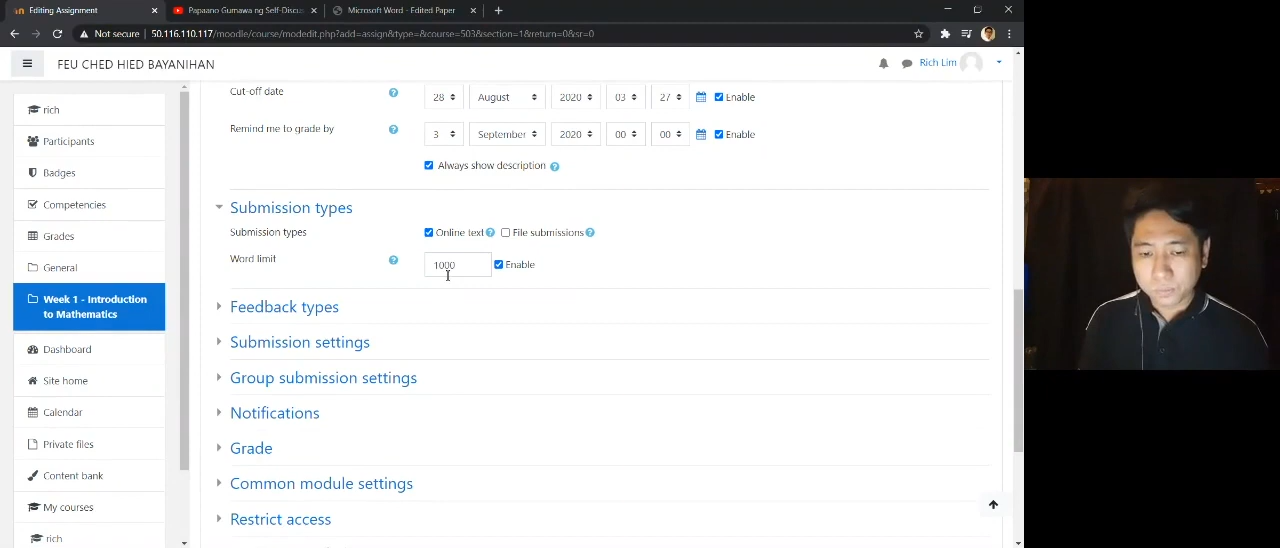 Editing Assignment
Papaano Gumawa ng Self-Discu
Microsoft Word - Edited Paper
Not secure
50.116.110.117/moodle/course/modedit.php?add=assign&type=&course=503&section=1&return=0&sr=0
FEU CHED HIED BAYANIHAN
Rich Lim
rich
Participants
Badges
Competencies
Grades
General
Week 1 - Introduction
to Mathematics
Dashboard
Site home
Calendar
Private files
Content bank
My courses
rich
Cut-off date
28 August 2020 03 27 Enable
Remind me to grade by
3 September 2020 00 00 Enable
Always show description
Submission types
Submission types
Online text File submissions
Word limit
1000 Enable
Feedback types
Submission settings
Group submission settings
Notifications
Grade
Common module settings
Restrict access